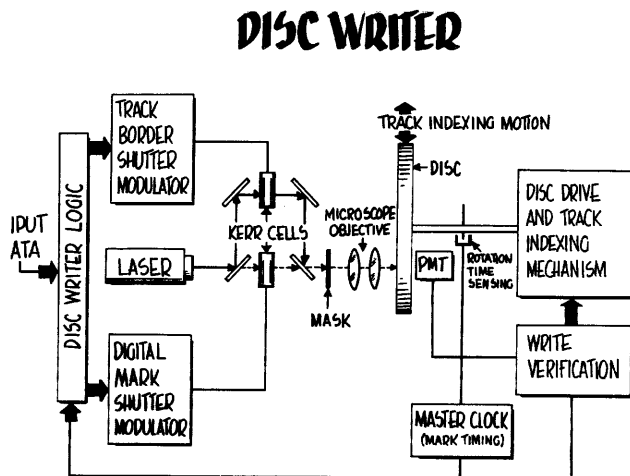 DISC WRITER
TRACK
BORDER
SHUTTER
MODULATOR
TRACK INDEXING MOTION
DISC
DISC DRIVE
AND TRACK
INDEXING
MECHANISM
IPUT
ATA
DISC WRITER LOGIC
KERR CELLS
MICROSCOPE
OBJECTIVE
LASER
PMT
ROTATION
TIME
SENSING
MASK
DIGITAL
MARK
SHUTTER
MODULATOR
WRITE
VERIFICATION
MASTER CLOCK
(MARK TIMING)